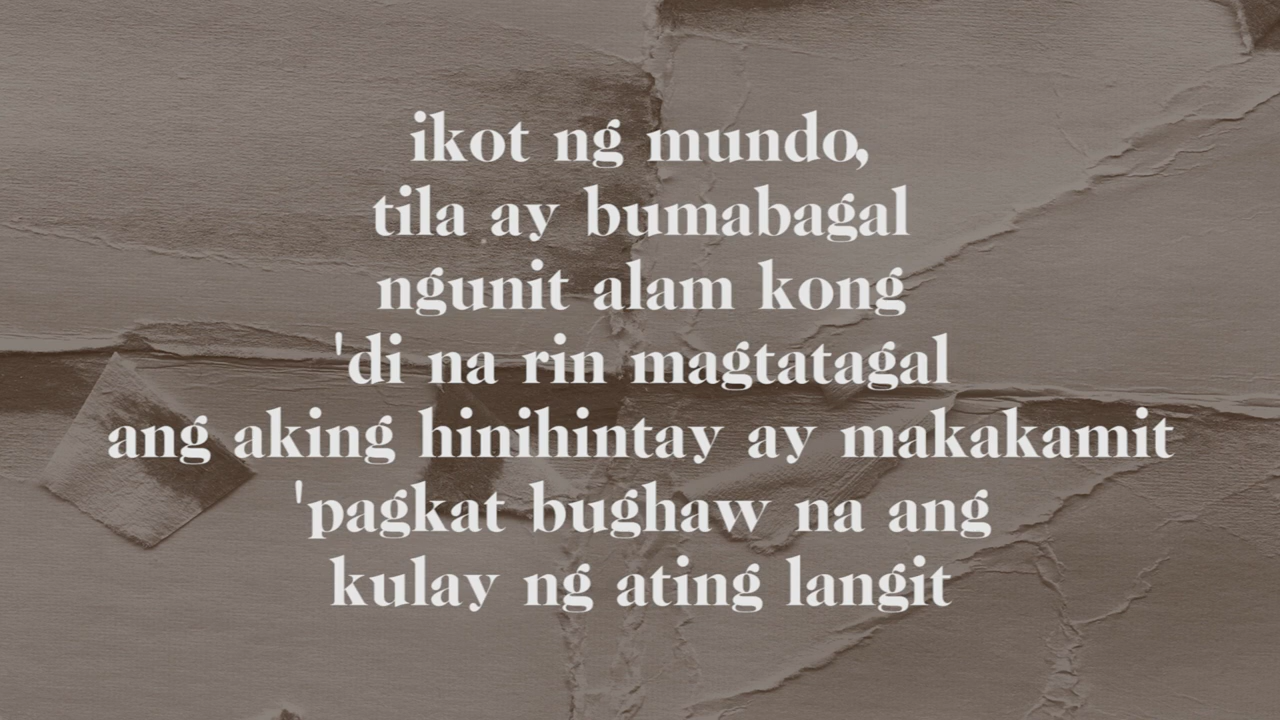 ikot ng mundo,
tila ay bumabagal
ngunit alam kong
'di na rin magtatagal
ang aking hinihintay ay makakamit
'pagkat bughaw na ang
kulay ng ating langit